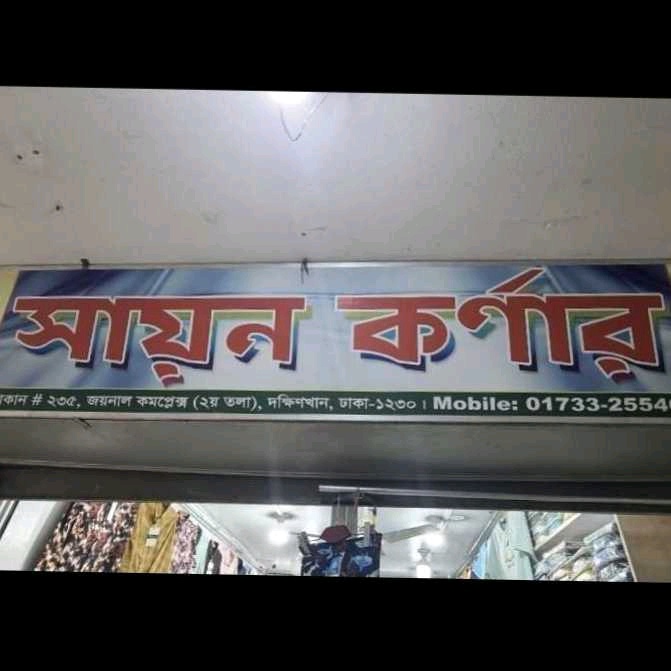 সায়ন কর্ণার
# ২৩৫, জয়নাল কমপ্লেক্স (২য় তলা), দক্ষিণখান, ঢাকা-১২৩০। Mobile: 01733-2554